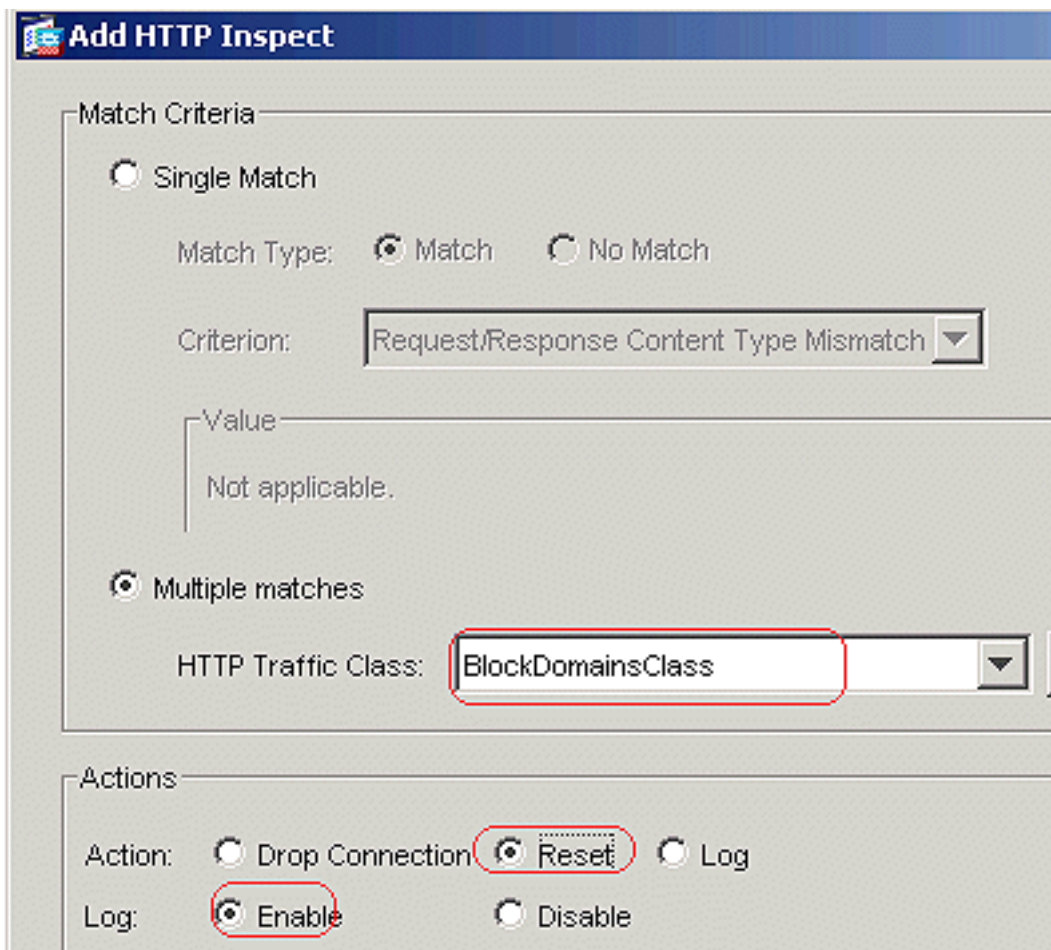 Add HTTP Inspect
Match Criteria
Single Match
Match Type: Match No Match
Criterion: Request/Response Content Type Mismatch
Value
Not applicable.
Multiple matches
HTTP Traffic Class: BlockDomainsClass
Actions
Action: Drop Connection Reset Log
Log: Enable Disable